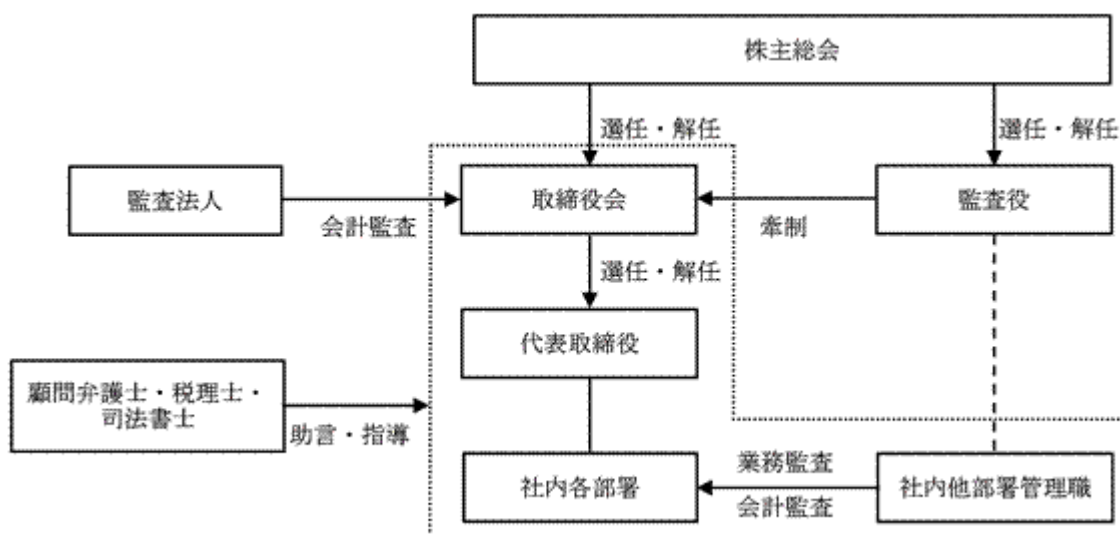 株主総会
選任・解任
選任・解任
監査法人
会計監査
取締役会
牽制
監査役
選任・解任
代表取締役
顧問弁護士・税理士・
司法書士
助言・指導
社内各部署
業務監査
会計監査
社内他部署管理職